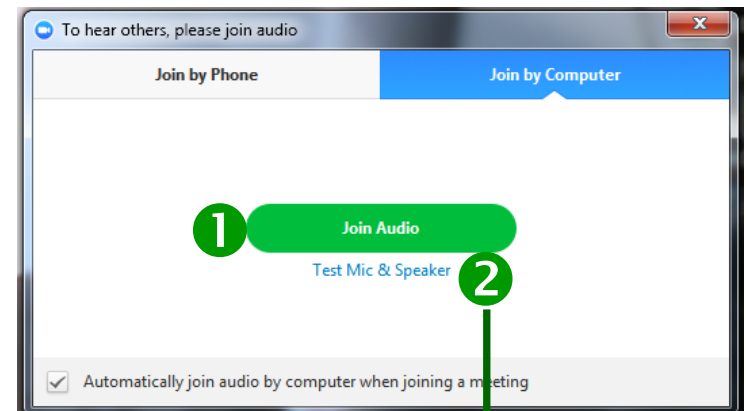 To hear others, please join audio
x
Join by Phone Join by Computer
1 Join Audio
Test Mic & Speaker 2
Automatically join audio by computer when joining a meeting